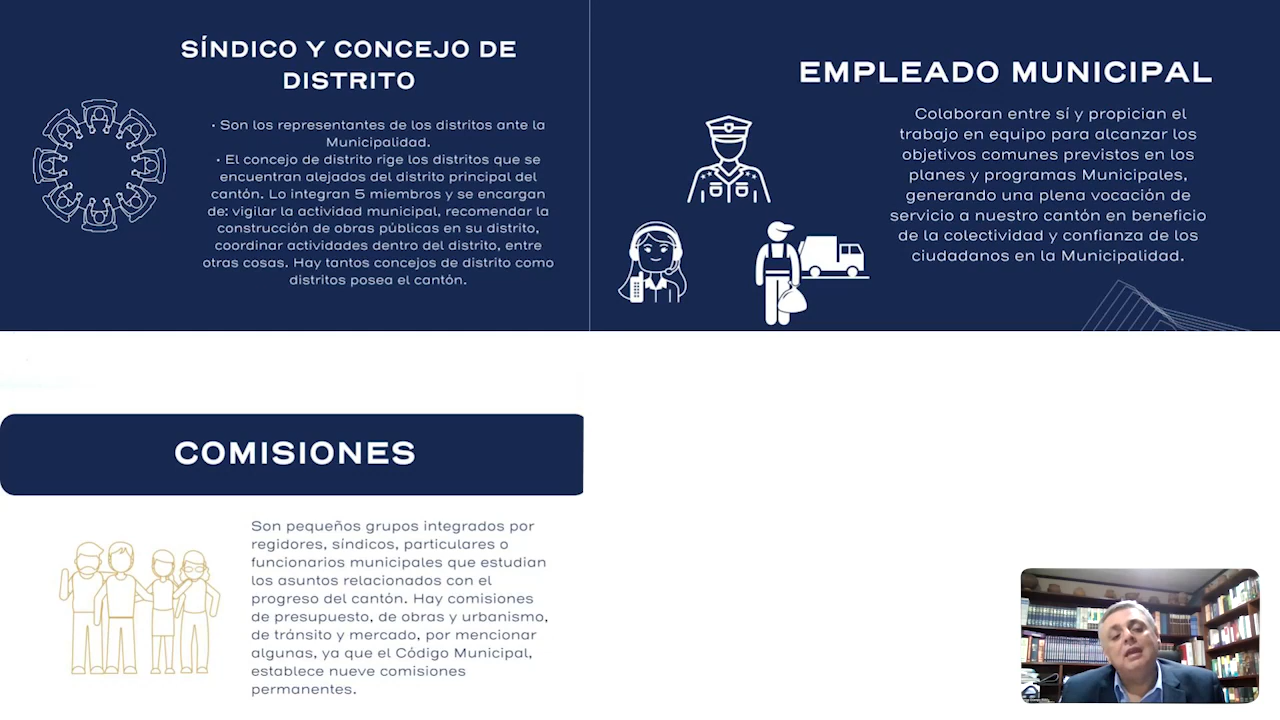 SÍNDICO Y CONCEJO DE
DISTRITO
• Son los representantes de los distritos ante la
Municipalidad.
• El concejo de distrito rige los distritos que se
encuentran alejados del distrito principal del
cantón. Lo integran 5 miembros y se encargan
de: vigilar la actividad municipal, recomendar la
construcción de obras públicas en su distrito,
coordinar actividades dentro del distrito, entre
otras cosas. Hay tantos concejos de distrito como
distritos posea el cantón.
EMPLEADO MUNICIPAL
Colaboran entre sí y propician el
trabajo en equipo para alcanzar los
objetivos comunes previstos en los
planes y programas Municipales,
generando una plena vocación de
servicio a nuestro cantón en beneficio
de la colectividad y confianza de los
ciudadanos en la Municipalidad.
COMISIONES
Son pequeños grupos integrados por
regidores, síndicos, particulares o
funcionarios municipales que estudian
los asuntos relacionados con el
progreso del cantón. Hay comisiones
de presupuesto, de obras y urbanismo,
de tránsito y mercado, por mencionar
algunas, ya que el Código Municipal,
establece nueve comisiones
permanentes.